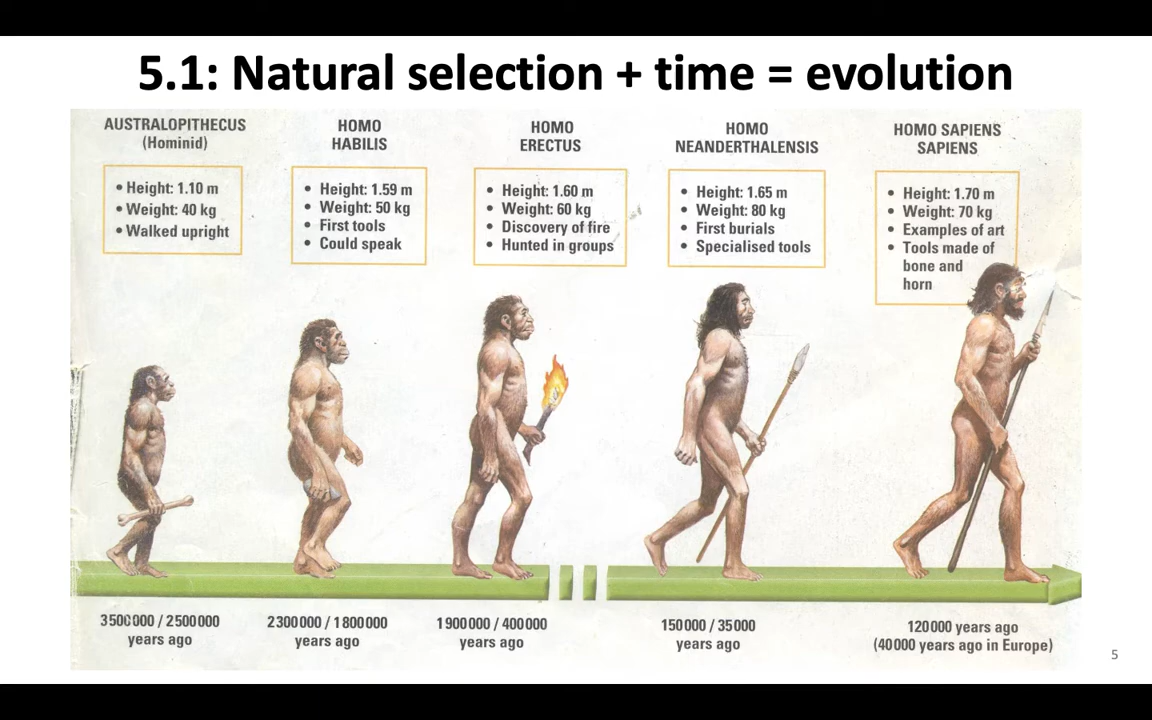 5.1: Natural selection + time = evolution
AUSTRALOPITHECUS
(Hominid)
• Height: 1.10 m
• Weight: 40 kg
• Walked upright
3500000 / 2500000
years ago
HOMO
HABILIS
• Height: 1.59 m
• Weight: 50 kg
• First tools
• Could speak
2300000 / 1800000
years ago
HOMO
ERECTUS
• Height: 1.60 m
• Weight: 60 kg
• Discovery of fire
• Hunted in groups
1900000 / 400000
years ago
HOMO
NEANDERTHALENSIS
• Height: 1.65 m
• Weight: 80 kg
• First burials
• Specialised tools
150000 / 35000
years ago
HOMO SAPIENS
SAPIENS
• Height: 1.70 m
• Weight: 70 kg
• Examples of art
• Tools made of
bone and
horn
120000 years ago
(40000 years ago in Europe)
5